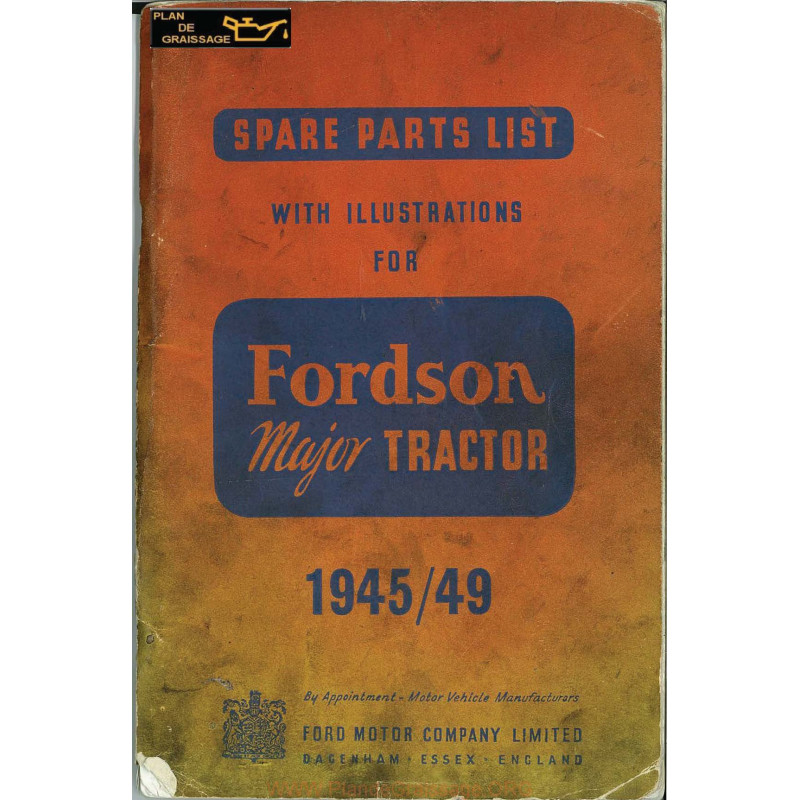 PLAN
DE
GRAISSAGE
SPARE PARTS LIST
WITH ILLUSTRATIONS
FOR
Fordson
Major TRACTOR
1945/49
By Appointment - Motor Vehicle Manufacturers
FORD MOTOR COMPANY LIMITED
DAGENHAM · ESSEX · ENGLAND